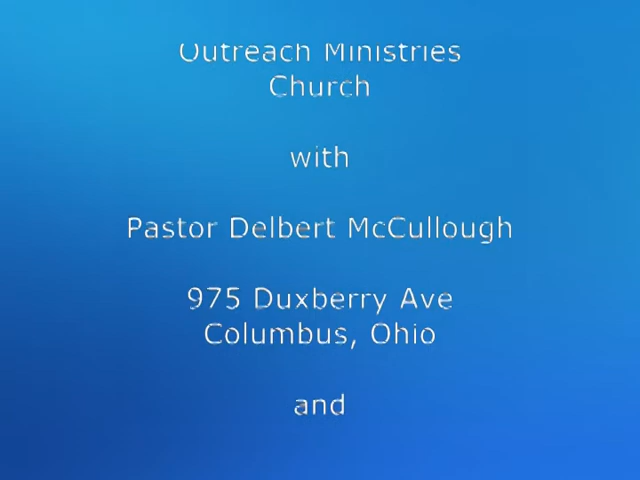 Outreach Ministries
Church
with
Pastor Delbert McCullough
975 Duxberry Ave
Columbus, Ohio
and